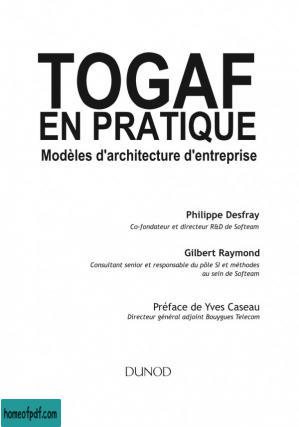 TOGAF
EN PRATIQUE
Modèles d'architecture d'entreprise
Philippe Desfray
Co-fondateur et directeur R&D de Softeam
Gilbert Raymond
Consultant senior et responsable du pôle SI et méthodes
au sein de Softeam
Préface de Yves Caseau
Directeur général adjoint Bouygues Telecom
DUNOD
homeofpdf.com